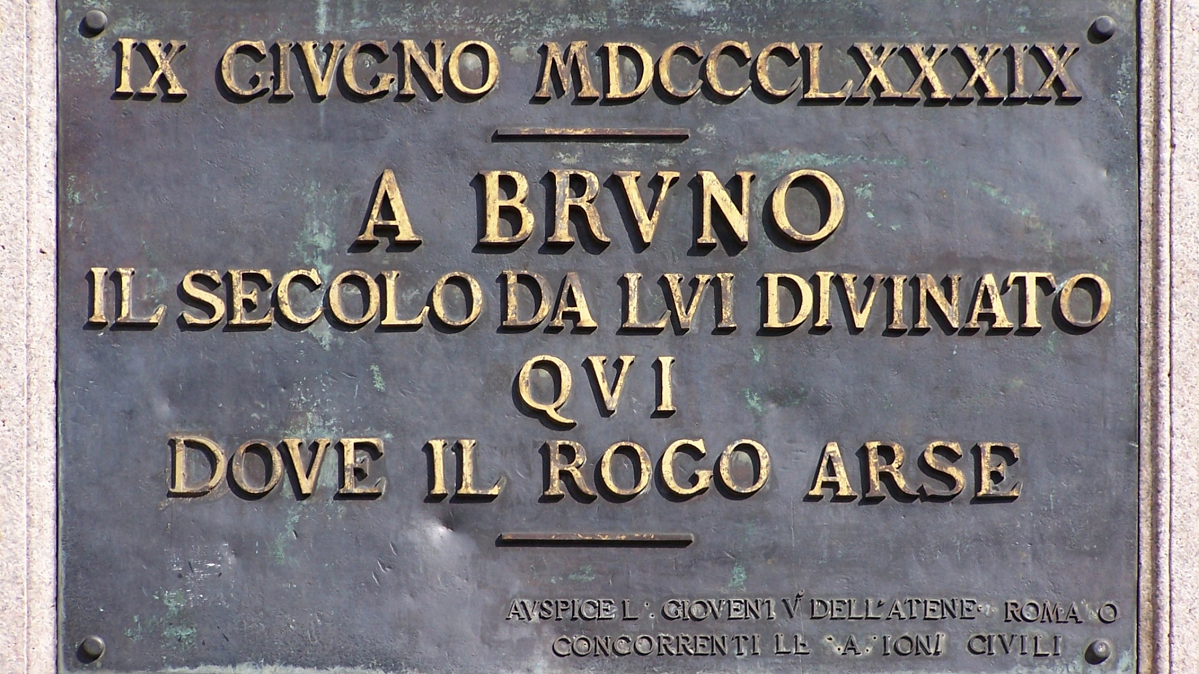 IX GIVGNO MDCCCLXXXIX
A BRVNO
IL SECOLO DA LVI DIVINATO
QVI
DOVE IL ROGO ARSE
AVSPICE L GIOVENTV DELL'ATENE ROMANO
CONCORRENTI LE CIVILI